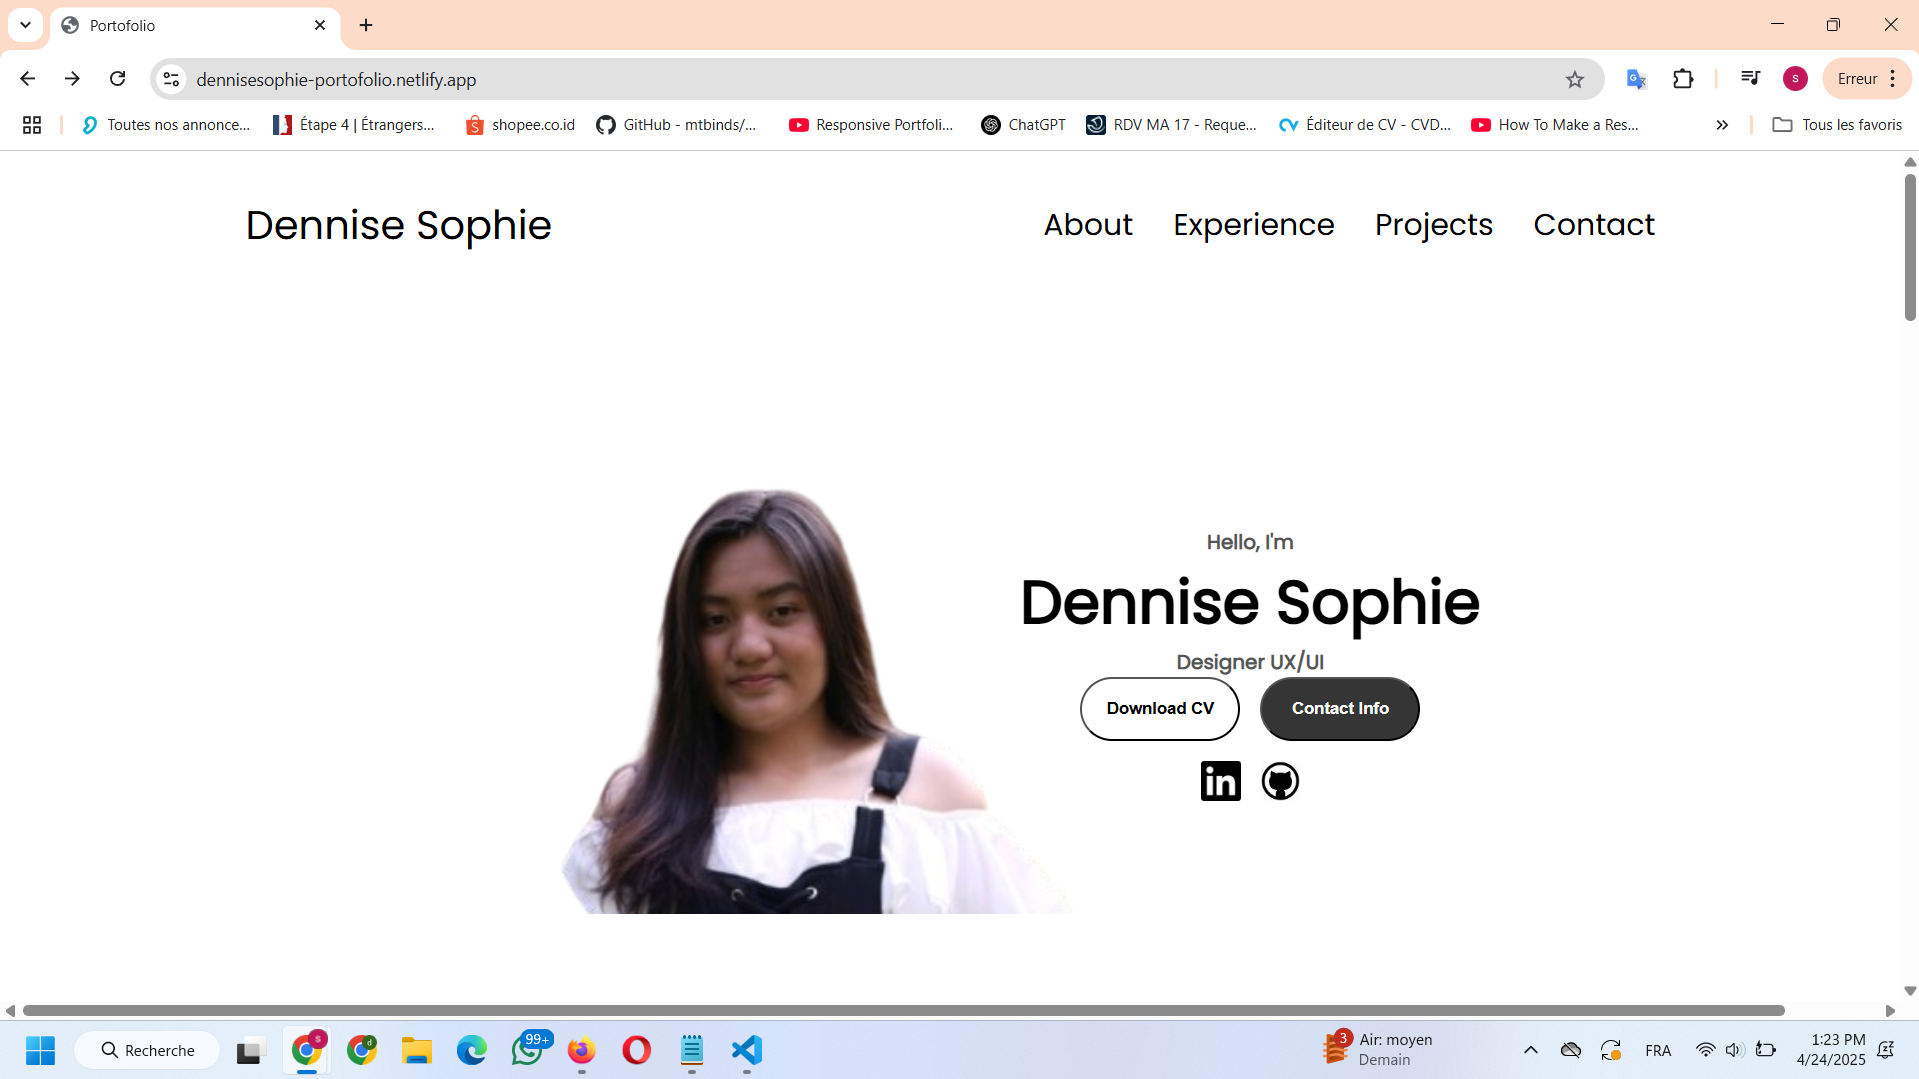 Portofolio
dennisesophie-portofolio.netlify.app
Erreur
Toutes nos annonce...
Étape 4 | Étrangers...
shopee.co.id
GitHub - mtbinds/...
Responsive Portfoli...
ChatGPT
RDV MA 17 - Reque...
Éditeur de CV - CVD...
How To Make a Res...
Tous les favoris
Dennise Sophie
About Experience Projects Contact
Hello, I'm
Dennise Sophie
Designer UX/UI
Download CV
Contact Info
in
Recherche
S
d
99+
3
Air: moyen
Demain
FRA
1:23 PM
4/24/2025